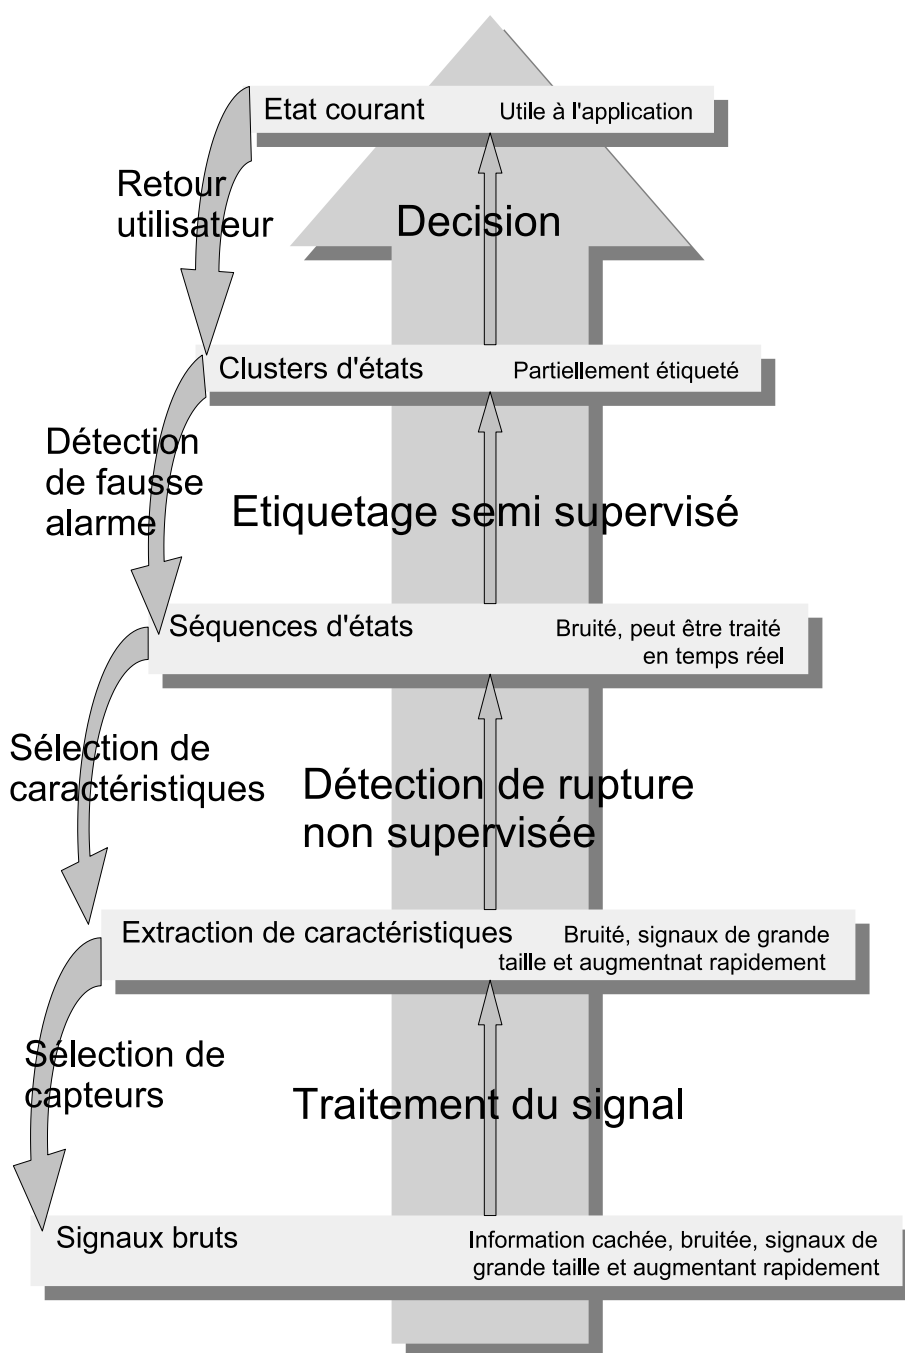 Etat courant Utile à l'application
Retour
utilisateur
Decision
Clusters d'états Partiellement étiqueté
Détection
de fausse
alarme
Etiquetage semi supervisé
Séquences d'états Bruité, peut être traité
en temps réel
Sélection de
caractéristiques
Détection de rupture
non supervisée
Extraction de caractéristiques Bruité, signaux de grande
taille et augmentnat rapidement
Sélection de
capteurs
Traitement du signal
Signaux bruts Information cachée, bruitée, signaux de
grande taille et augmentant rapidement